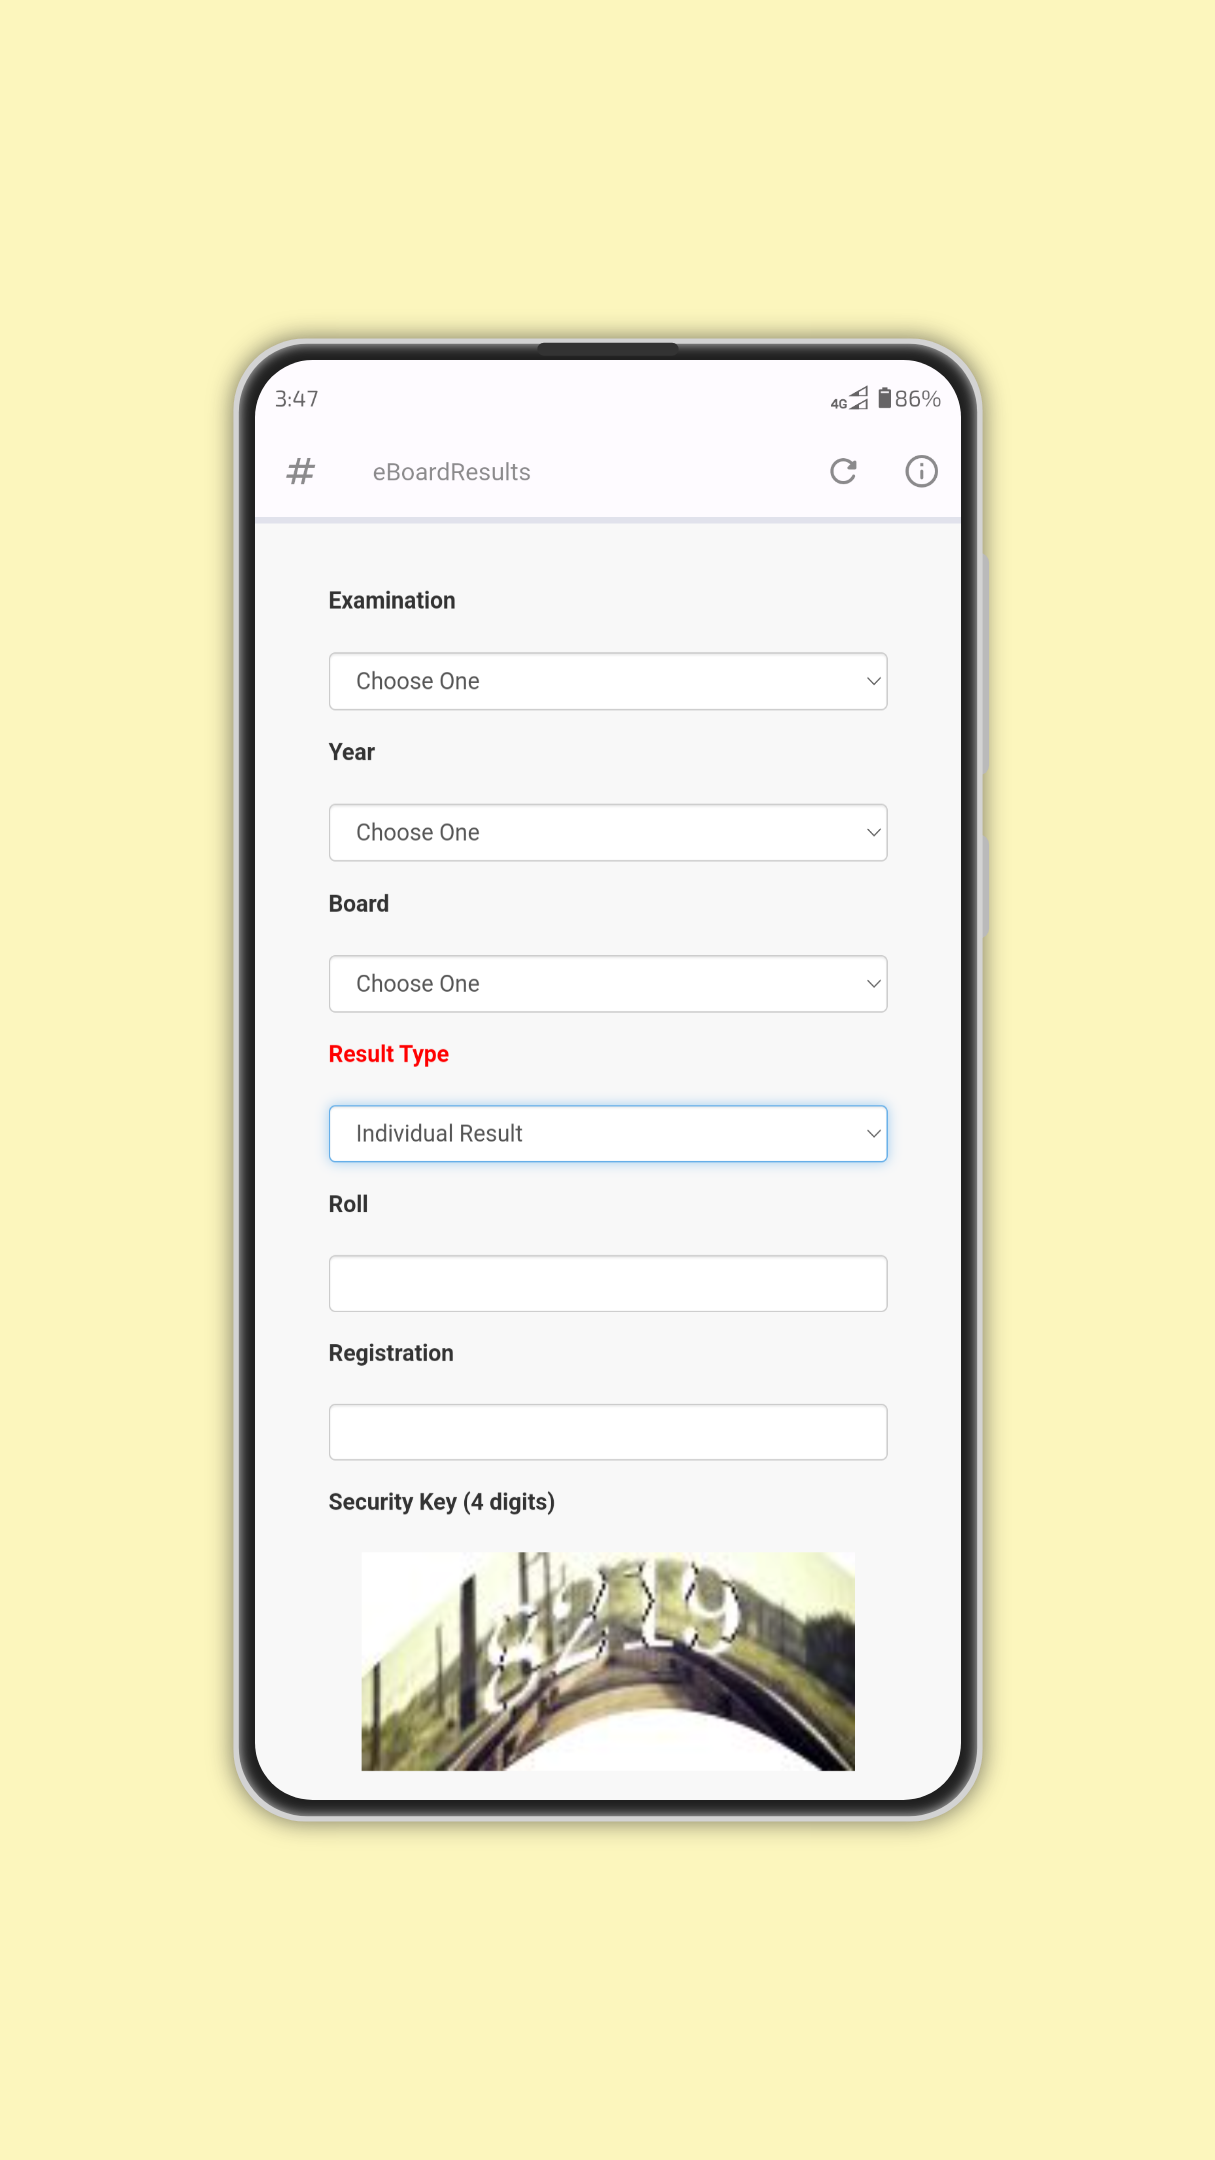 3:47
4G 86%
# eBoardResults
Examination
Choose One
Year
Choose One
Board
Choose One
Result Type
Individual Result
Roll
Registration
Security Key (4 digits)
8219